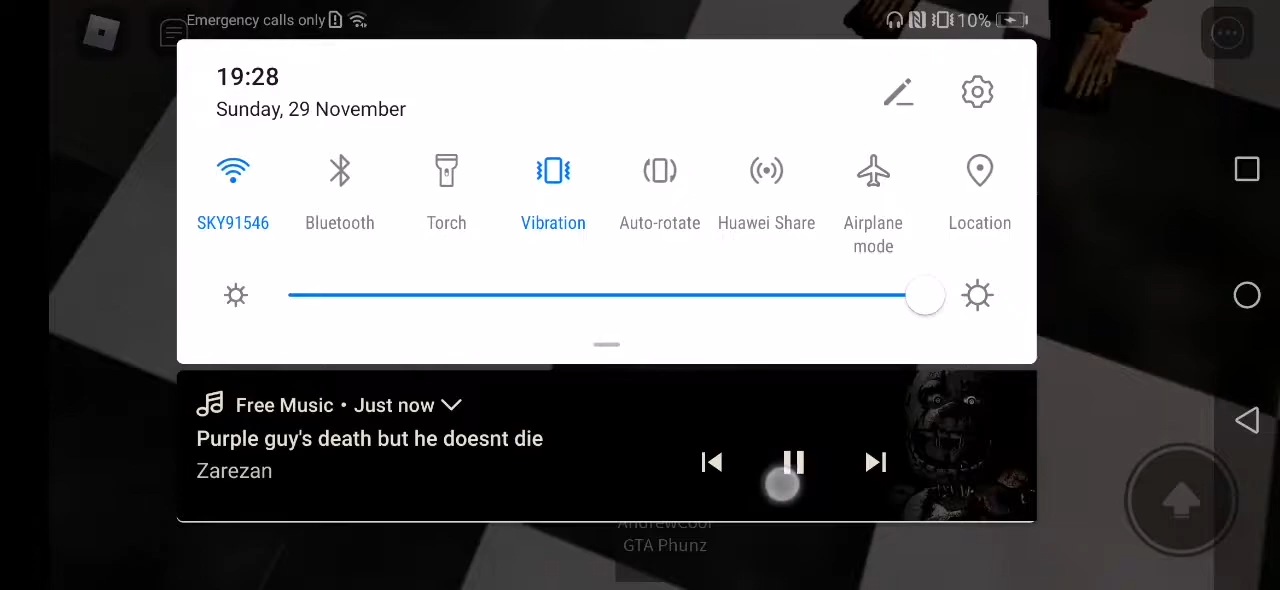 Emergency calls only
10%
19:28
Sunday, 29 November
SKY91546
Bluetooth
Torch
Vibration
Auto-rotate
Huawei Share
Airplane mode
Location
Free Music • Just now
Purple guy's death but he doesnt die
Zarezan
AndrewCool
GTA Phunz